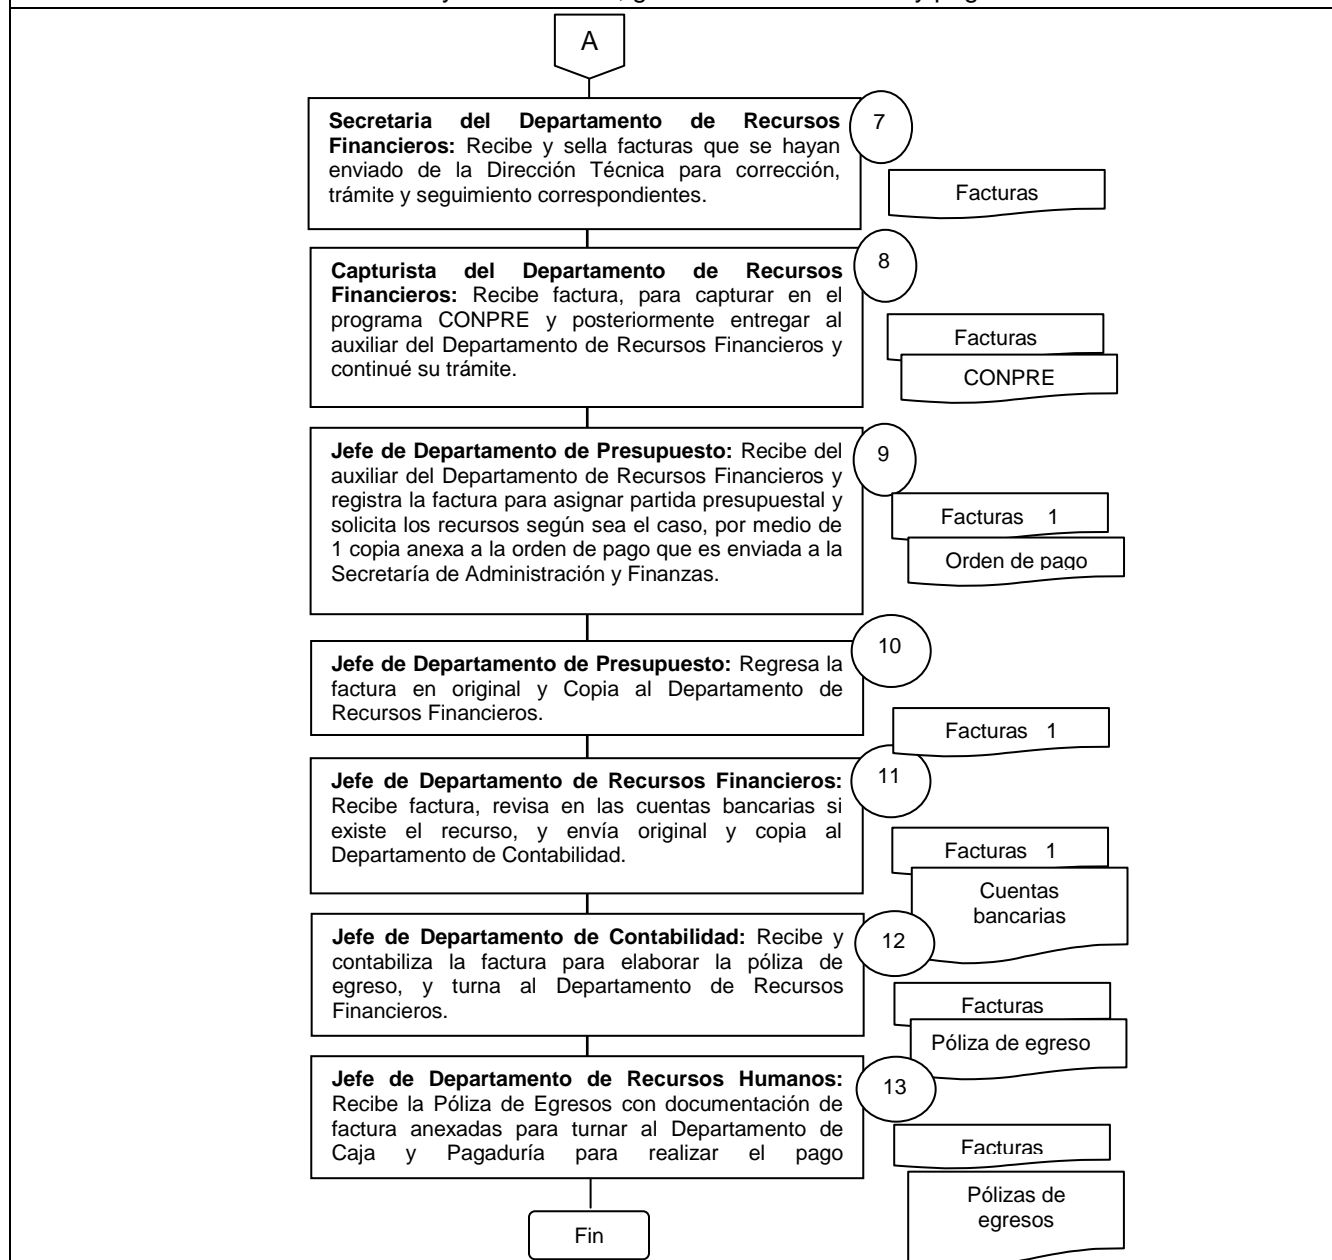 A
Secretaria del Departamento de Recursos
Financieros: Recibe y sella facturas que se hayan
enviado de la Dirección Técnica para corrección,
trámite y seguimiento correspondientes.
7
Facturas
Capturista del Departamento de Recursos
Financieros: Recibe factura, para capturar en el
programa CONPRE y posteriormente entregar al
auxiliar del Departamento de Recursos Financieros y
continué su trámite.
8
Facturas
CONPRE
Jefe de Departamento de Presupuesto: Recibe del
auxiliar del Departamento de Recursos Financieros y
registra la factura para asignar partida presupuestal y
solicita los recursos según sea el caso, por medio de
1 copia anexa a la orden de pago que es enviada a la
Secretaría de Administración y Finanzas.
9
Facturas 1
Orden de pago
Jefe de Departamento de Presupuesto: Regresa la
factura en original y Copia al Departamento de
Recursos Financieros.
10
Facturas 1
Jefe de Departamento de Recursos Financieros:
Recibe factura, revisa en las cuentas bancarias si
existe el recurso, y envía original y copia al
Departamento de Contabilidad.
11
Facturas 1
Cuentas
bancarias
Jefe de Departamento de Contabilidad: Recibe y
contabiliza la factura para elaborar la póliza de
egreso, y turna al Departamento de Recursos
Financieros.
12
Facturas
Póliza de egreso
Jefe de Departamento de Recursos Humanos:
Recibe la Póliza de Egresos con documentación de
factura anexadas para turnar al Departamento de
Caja y Pagaduría para realizar el pago
13
Facturas
Pólizas de
egresos
Fin